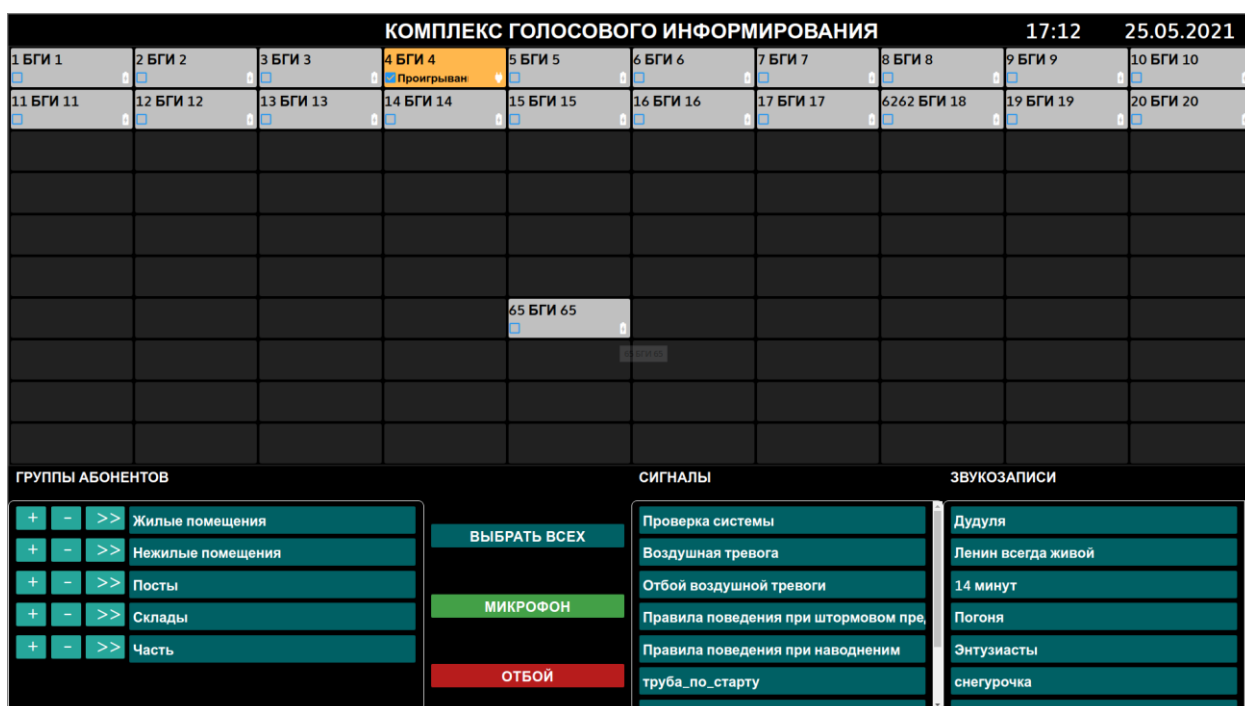 КОМПЛЕКС ГОЛОСОВОГО ИНФОРМИРОВАНИЯ 17:12 25.05.2021
1 БГИ 1 2 БГИ 2 3 БГИ 3 4 БГИ 4 5 БГИ 5 6 БГИ 6 7 БГИ 7 8 БГИ 8 9 БГИ 9 10 БГИ 10
Проигрыван
11 БГИ 11 12 БГИ 12 13 БГИ 13 14 БГИ 14 15 БГИ 15 16 БГИ 16 17 БГИ 17 6262 БГИ 18 19 БГИ 19 20 БГИ 20
65 БГИ 65
65 БГИ 65
ГРУППЫ АБОНЕНТОВ
+ - >> Жилые помещения
+ - >> Нежилые помещения
+ - >> Посты
+ - >> Склады
+ - >> Часть
ВЫБРАТЬ ВСЕХ
МИКРОФОН
ОТБОЙ
СИГНАЛЫ
Проверка системы
Воздушная тревога
Отбой воздушной тревоги
Правила поведения при штормовом пре
Правила поведения при наводненим
труба_по_старту
ЗВУКОЗАПИСИ
Дудуля
Ленин всегда живой
14 минут
Погоня
Энтузиасты
снегурочка